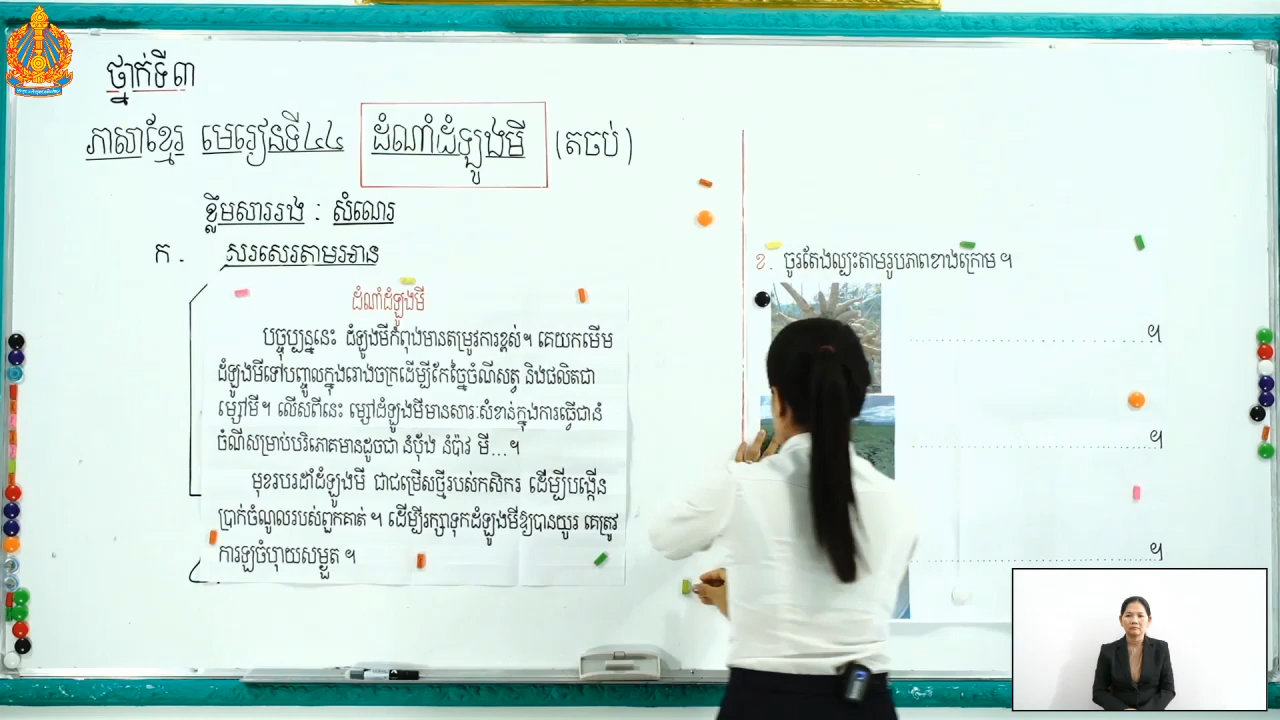 ថ្នាក់ទី៣
ភាសាខ្មែរ មេរៀនទី៤៤ ដំណាំដំឡូងមី (តចប់)
ខ្លឹមសាររង : សំណេរ
ក. សរសេរតាមអាន
ដំណាំដំឡូងមី
បច្ចុប្បន្ននេះ ដំឡូងមីកំពុងមានតម្រូវការខ្ពស់។ គេយកមើម
ដំឡូងមីទៅបញ្ចូលក្នុងរោងចក្រដើម្បីកែច្នៃចំណីសត្វ និងផលិតជា
ម្សៅមី។ លើសពីនេះ ម្សៅដំឡូងមីមានសារៈសំខាន់ក្នុងការធ្វើជានំ
ចំណីសម្រាប់បរិភោគមានដូចជា នំប៉័ង នំប៉ាវ មី...។
មុខរបរដាំដំឡូងមី ជាជម្រើសថ្មីរបស់កសិករ ដើម្បីបង្កើន
ប្រាក់ចំណូលរបស់ពួកគាត់។ ដើម្បីរក្សាទុកដំឡូងមីឱ្យបានយូរ គេត្រូវ
ការឡចំហុយសម្ងួត។
ខ. ចូរតែងល្បះតាមរូបភាពខាងក្រោម។
........................ ។
........................ ។
........................ ។